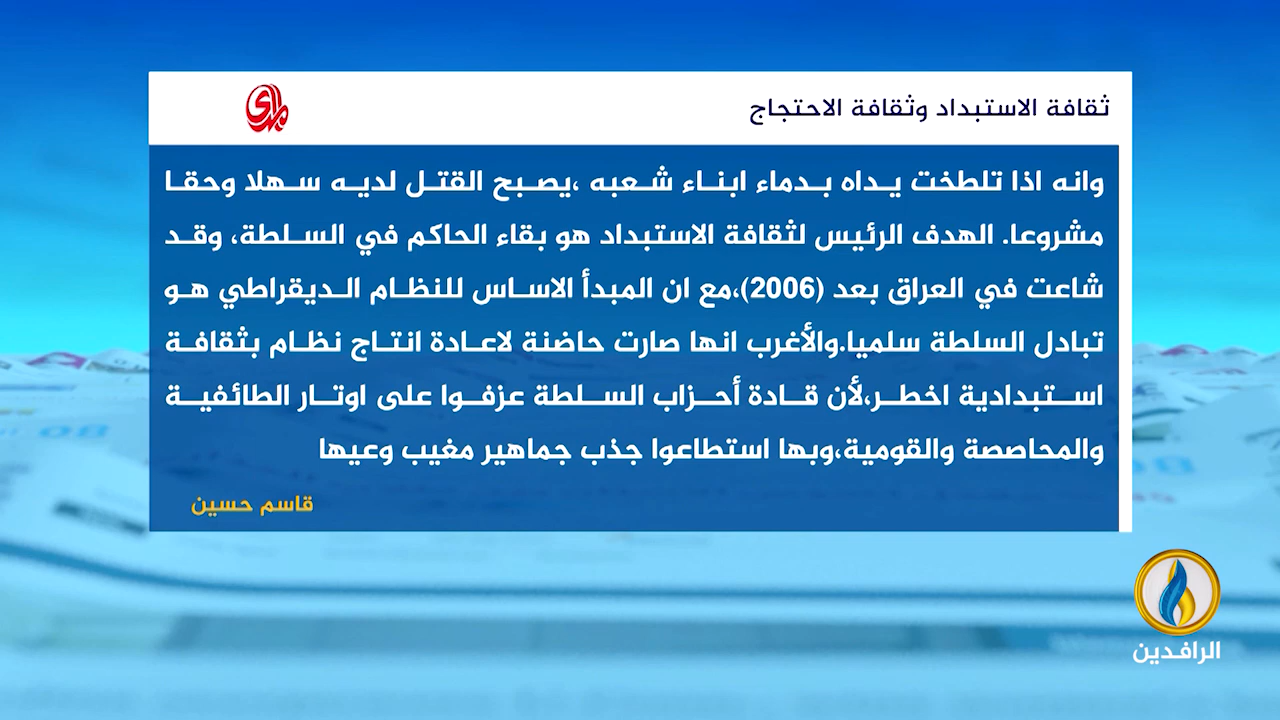 ثقافة الاستبداد وثقافة الاحتجاج
المدى
وانه اذا تلطخت يداه بدماء ابناء شعبه ،يصبح القتل لديه سهلا وحقا
مشروعا. الهدف الرئيس لثقافة الاستبداد هو بقاء الحاكم في السلطة، وقد
شاعت في العراق بعد (2006)،مع ان المبدأ الاساس للنظام الديقراطي هو
تبادل السلطة سلميا.والأغرب انها صارت حاضنة لاعادة انتاج نظام بثقافة
استبدادية اخطر،لأن قادة أحزاب السلطة عزفوا على اوتار الطائفية
والمحاصصة والقومية،وبها استطاعوا جذب جماهير مغيب وعيها
قاسم حسين
08
08
الرافدين